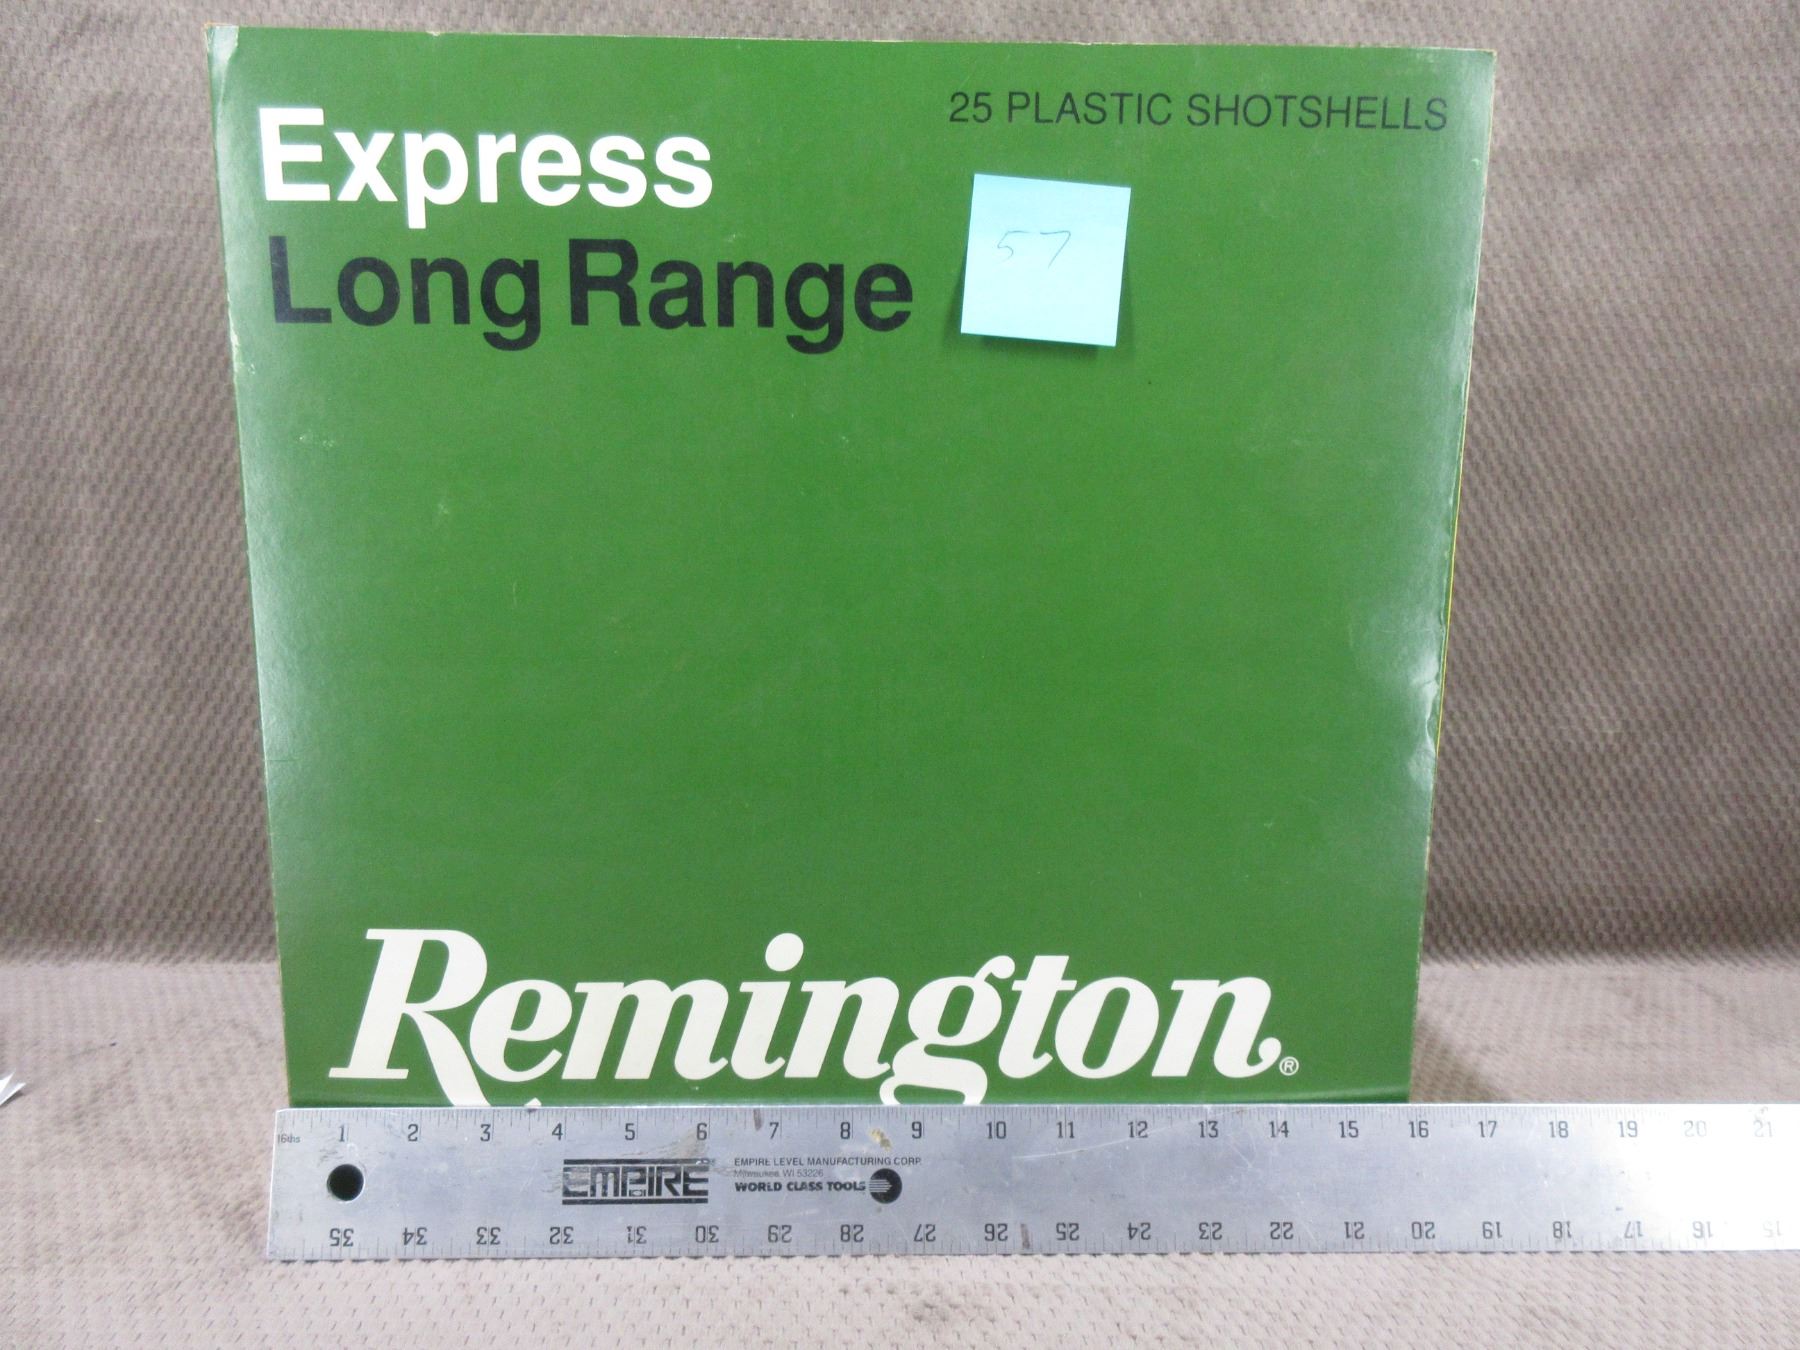 25 PLASTIC SHOTSHELLS
Express
Long Range
57
Remington®
16ths 1 2 3 4 5 6 7 8 9 10 11 12 13 14 15 16 17 18 19 20 21
EMPIRE
EMPIRE LEVEL MANUFACTURING CORP.
Milwaukee WI 53226
WORLD CLASS TOOLS
35 34 33 32 31 30 29 28 27 26 25 24 23 22 21 20 19 18 17 16 15